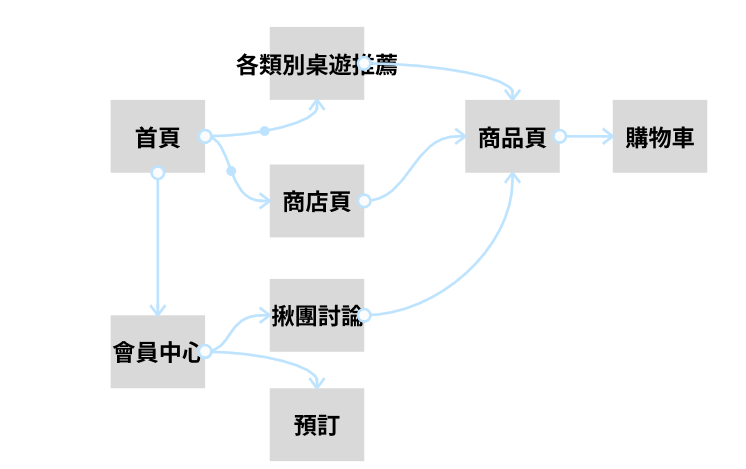 各類別桌遊推薦
首頁
商品頁
購物車
商店頁
揪團討論
會員中心
預訂